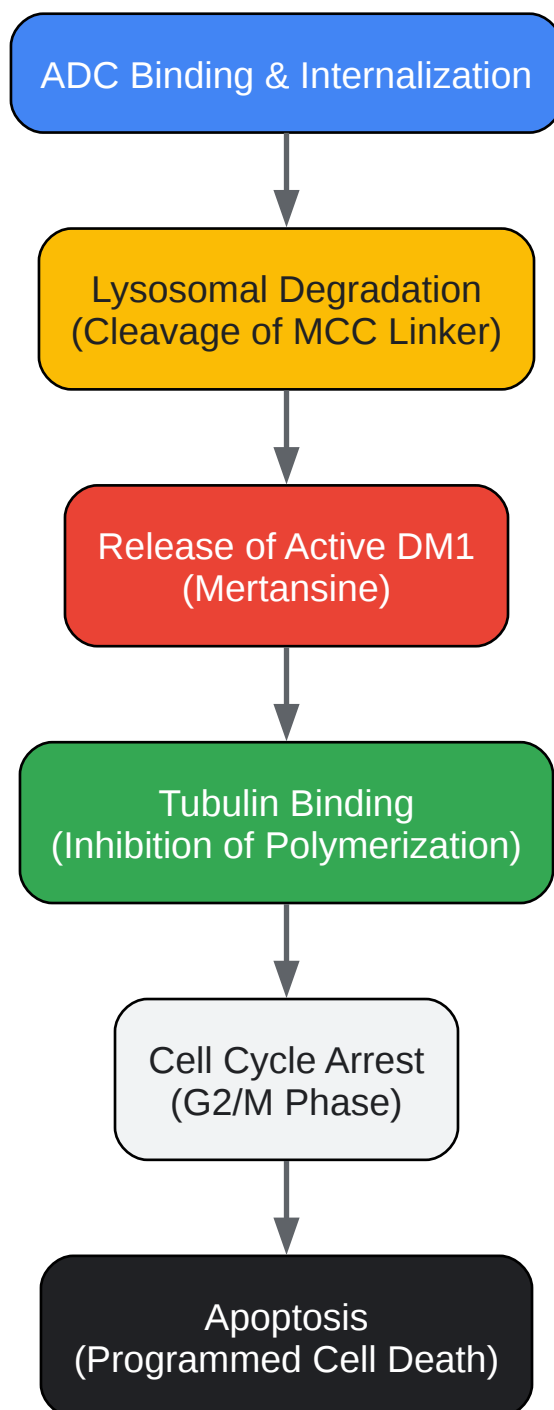 ADC Binding & Internalization
Lysosomal Degradation
(Cleavage of MCC Linker)
Release of Active DM1
(Mertansine)
Tubulin Binding
(Inhibition of Polymerization)
Cell Cycle Arrest
(G2/M Phase)
Apoptosis
(Programmed Cell Death)